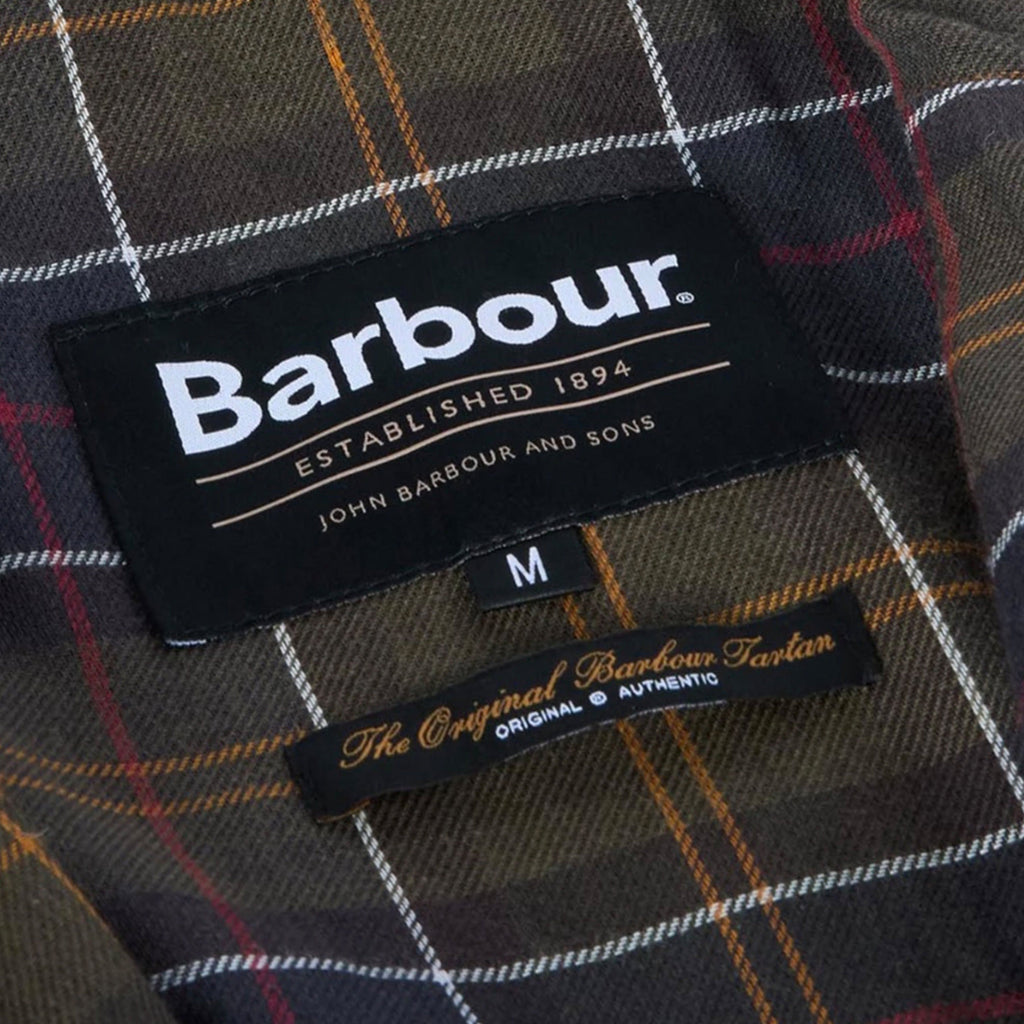 Barbour®
ESTABLISHED 1894
JOHN BARBOUR AND SONS
M
The Original Barbour Tartan
ORIGINAL ® AUTHENTIC